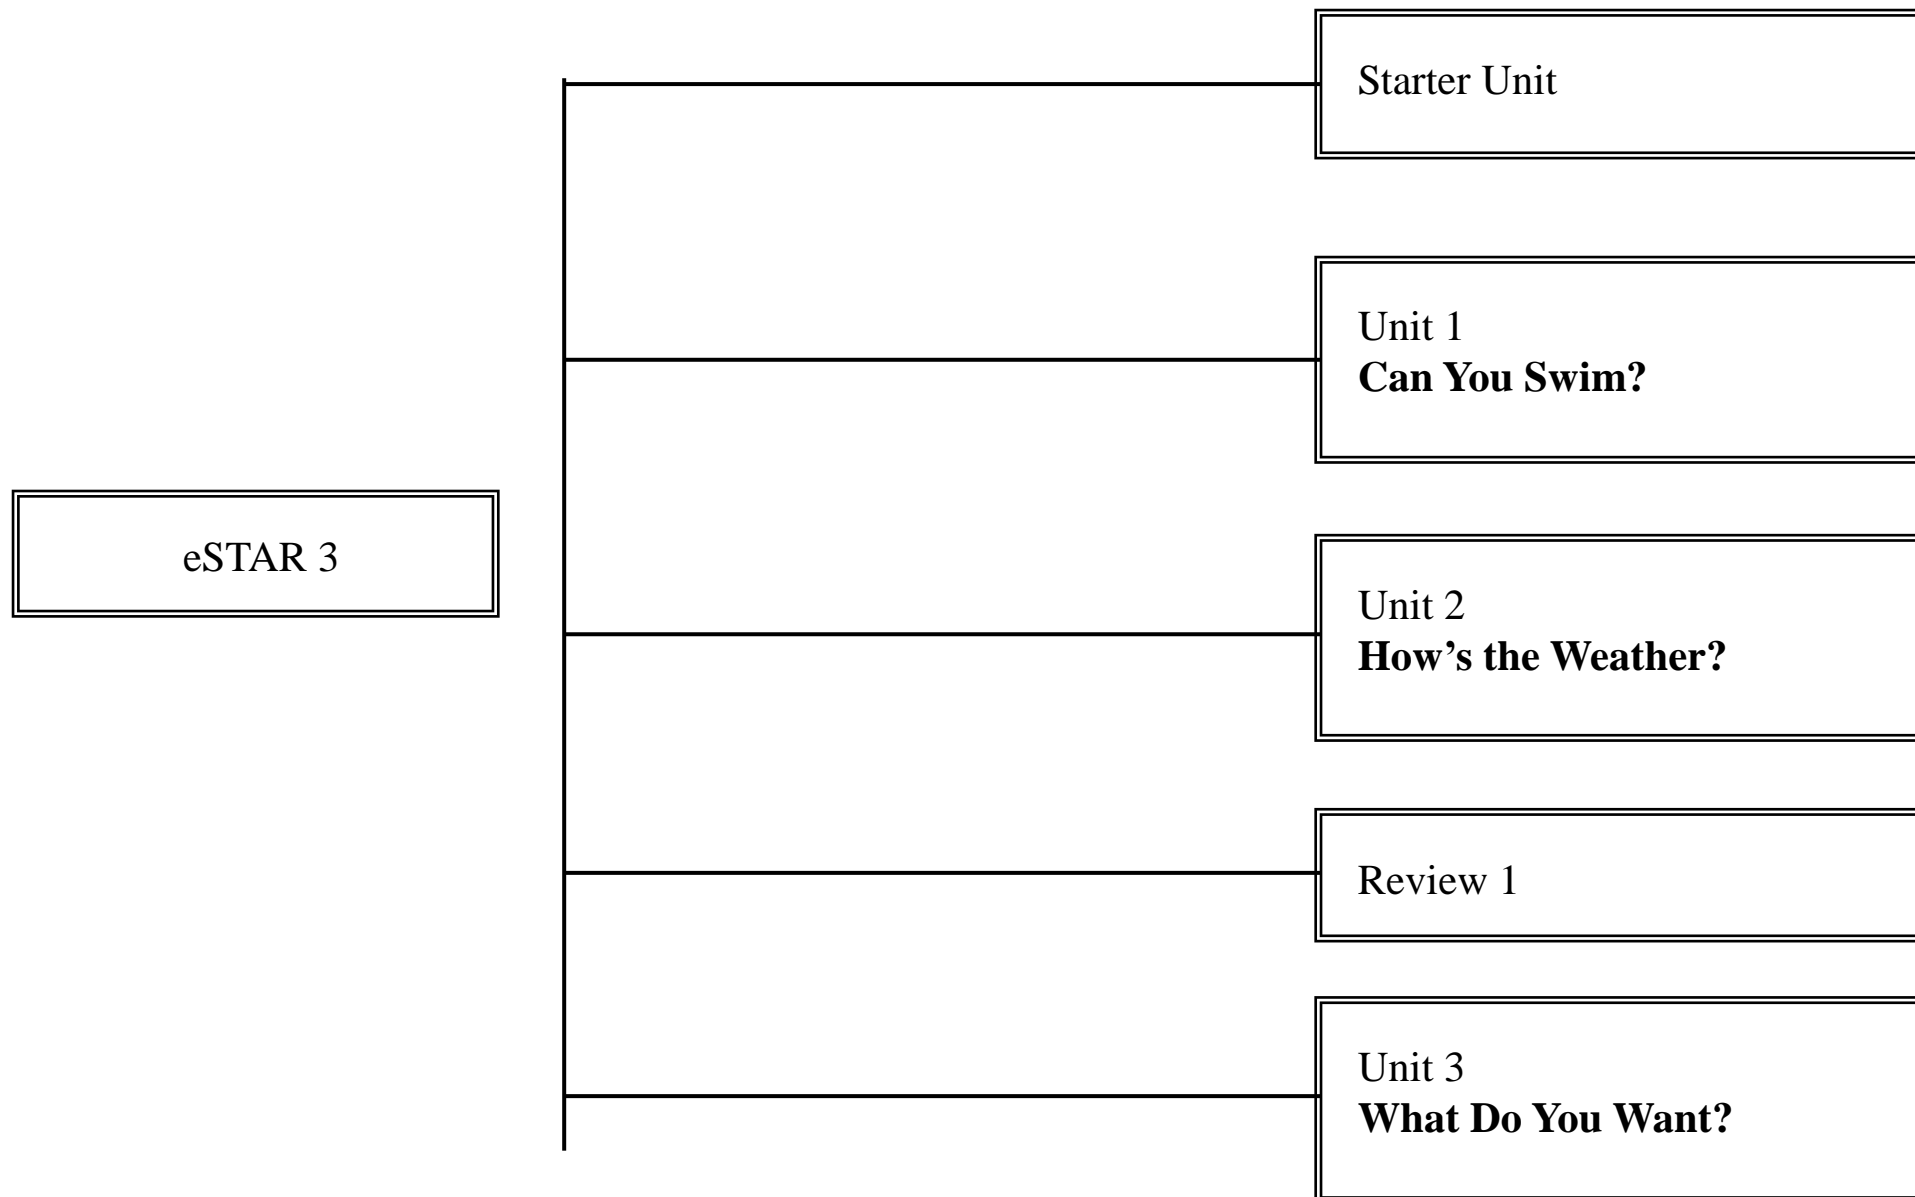 Starter Unit
Unit 1
Can You Swim?
eSTAR 3
Unit 2
How’s the Weather?
Review 1
Unit 3
What Do You Want?